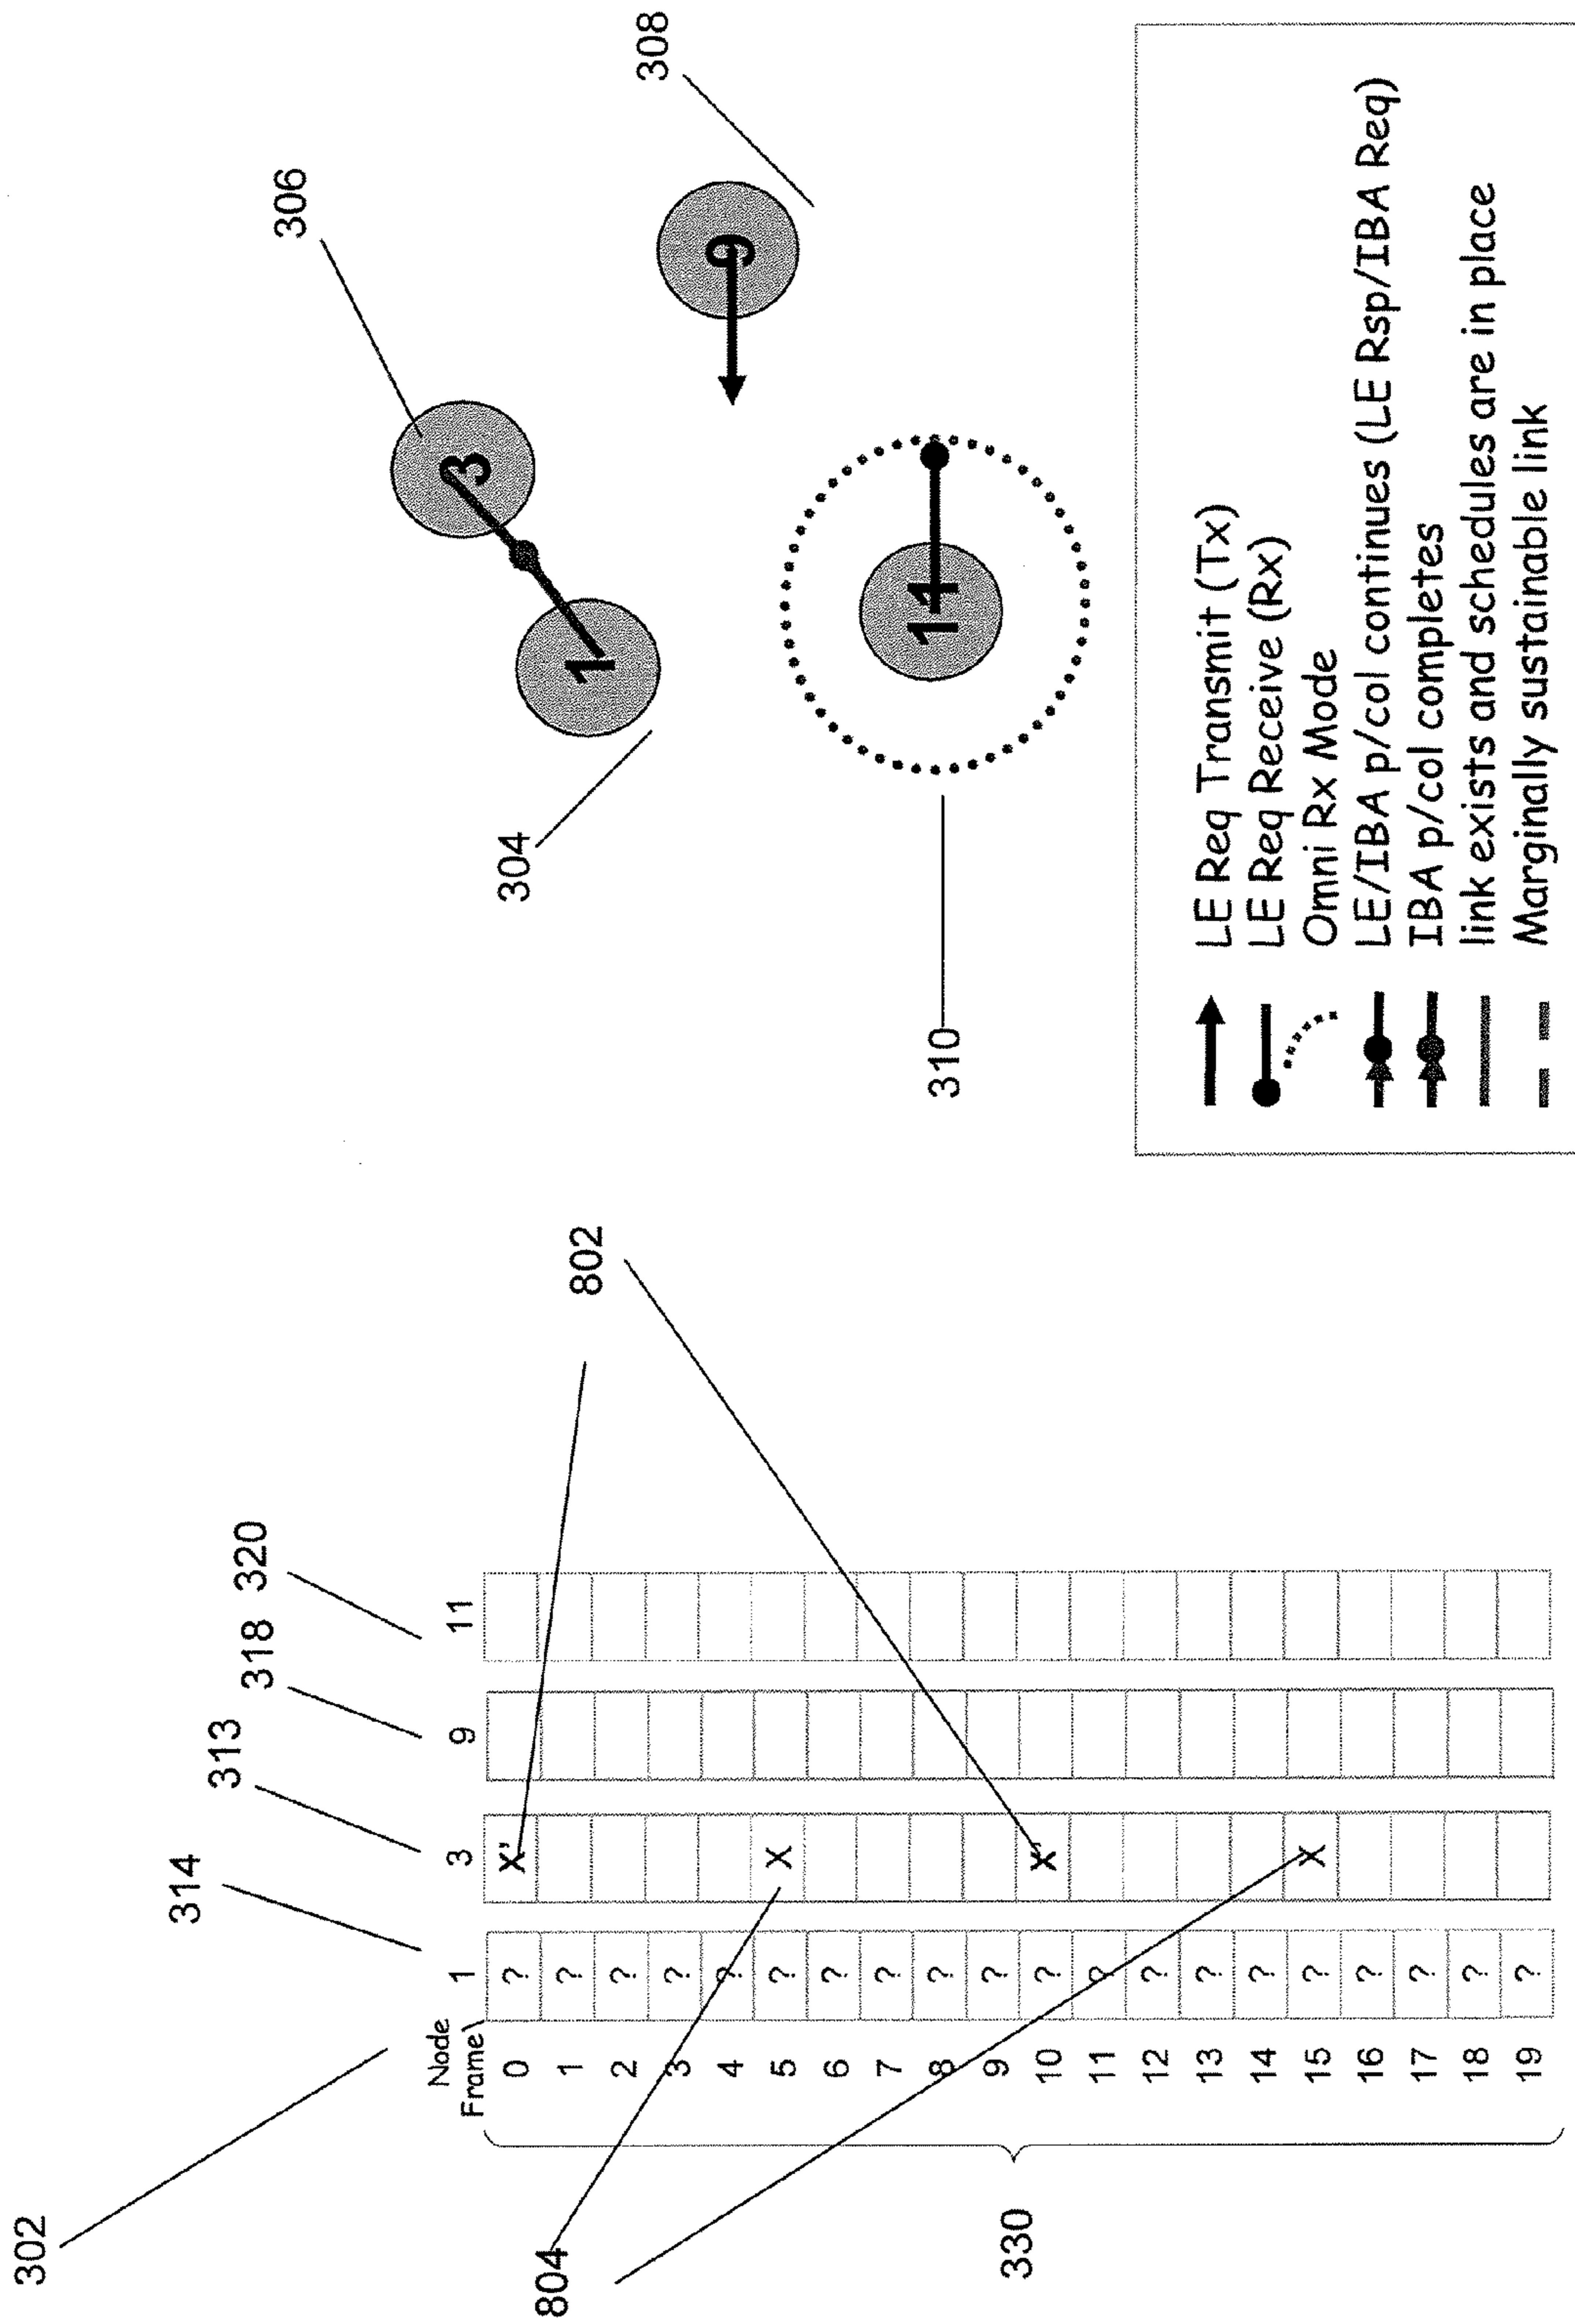 302
314
313
318
320
Node 1 3 9 11
Frame
0 ? X'
1 ?
2 ?
3 ?
4 ?
5 ? X
6 ?
7 ?
8 ?
9 ?
10 ? X'
11 ?
12 ?
13 ?
14 ?
15 ? X
16 ?
17 ?
18 ?
19 ?
804
802
330
306
308
304
310
3
1
9
11
LE Req Transmit (Tx)
LE Req Receive (Rx)
Omni Rx Mode
LE/IBA p/col continues (LE Rsp/IBA Req)
IBA p/col completes
link exists and schedules are in place
Marginally sustainable link